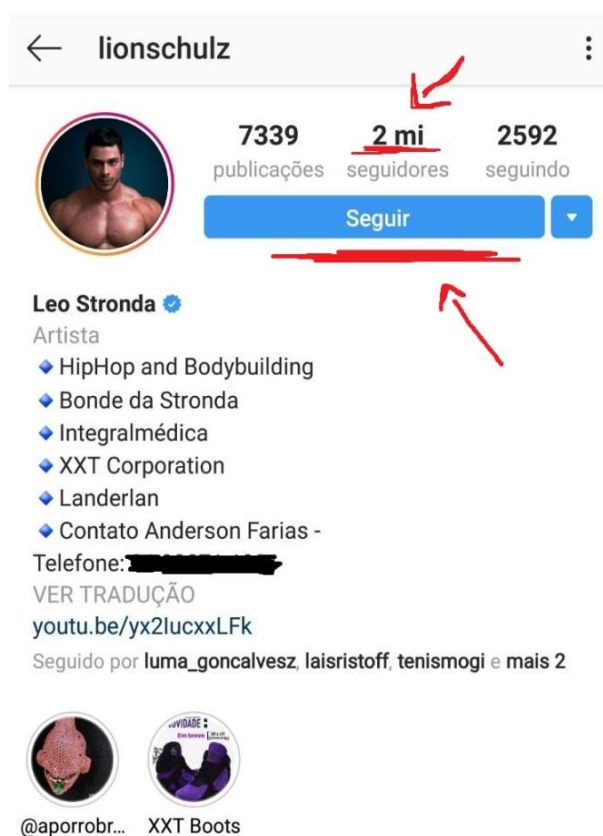 lionschulz
7339 2 mi 2592
publicações seguidores seguindo
Seguir
Leo Stronda
Artista
HipHop and Bodybuilding
Bonde da Stronda
Integralmédica
XXT Corporation
Landerlan
Contato Anderson Farias -
Telefone:
VER TRADUÇÃO
youtu.be/yx2IucxxLFk
Seguido por luma_goncalvesz, laisristoff, tenismogi e mais 2
Em breve
@aporrobr... XXT Boots